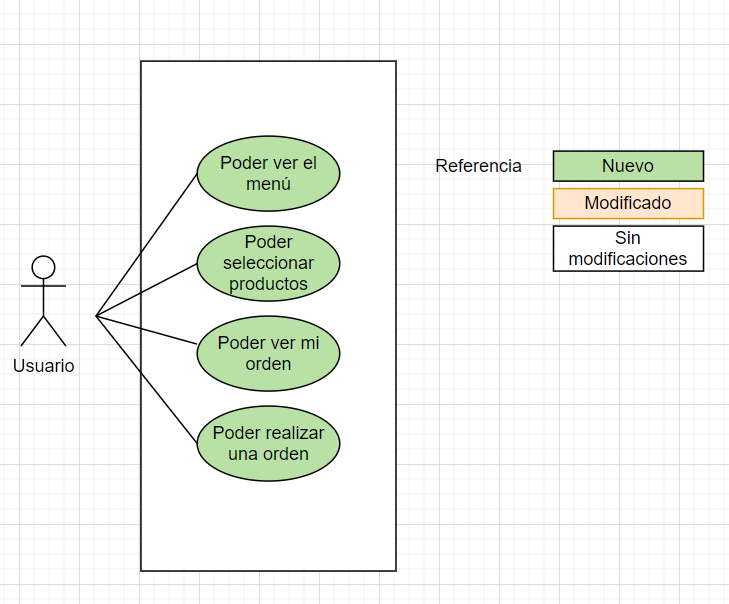 Poder ver el
menú
Poder
seleccionar
productos
Poder ver mi
orden
Poder realizar
una orden
Usuario
Referencia
Nuevo
Modificado
Sin
modificaciones